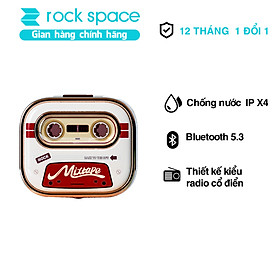 rock space
Gian hàng chính hãng
12 THÁNG 1 ĐỔI 1
Chống nước IP X4
Bluetooth 5.3
Thiết kế kiểu
radio cổ điển
Mixtape